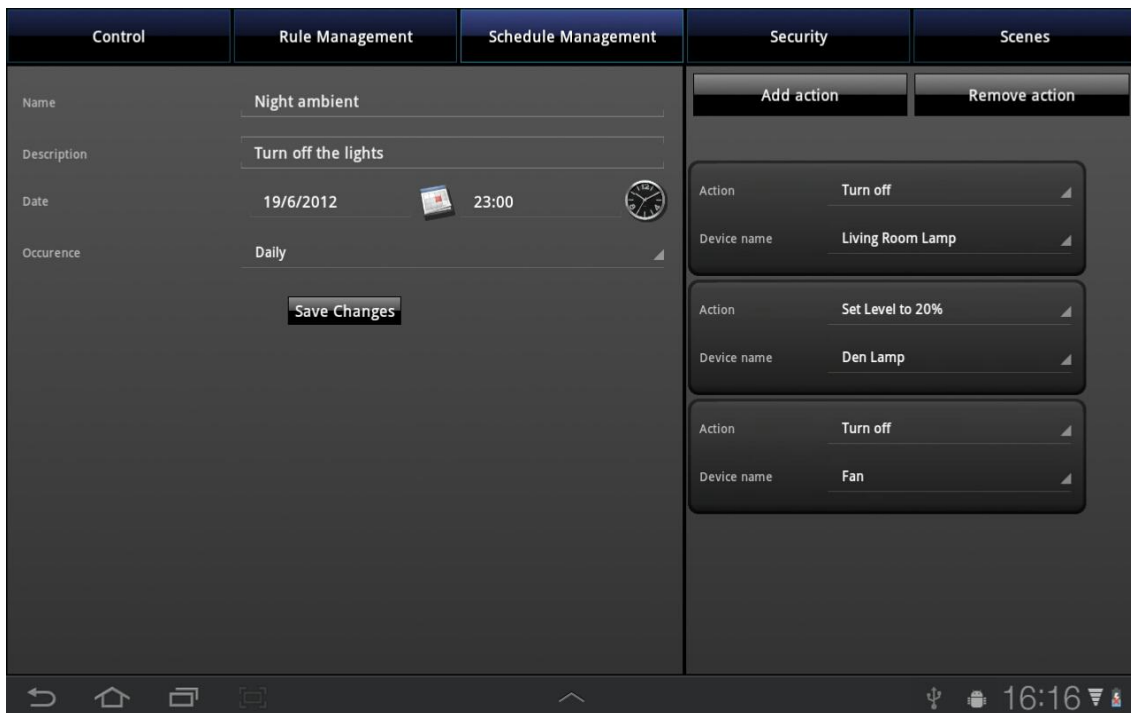 Control Rule Management Schedule Management Security Scenes
Name Night ambient
Description Turn off the lights
Date 19/6/2012 23:00
Occurence Daily
Save Changes
Add action Remove action
Action Turn off
Device name Living Room Lamp
Action Set Level to 20%
Device name Den Lamp
Action Turn off
Device name Fan
16:16